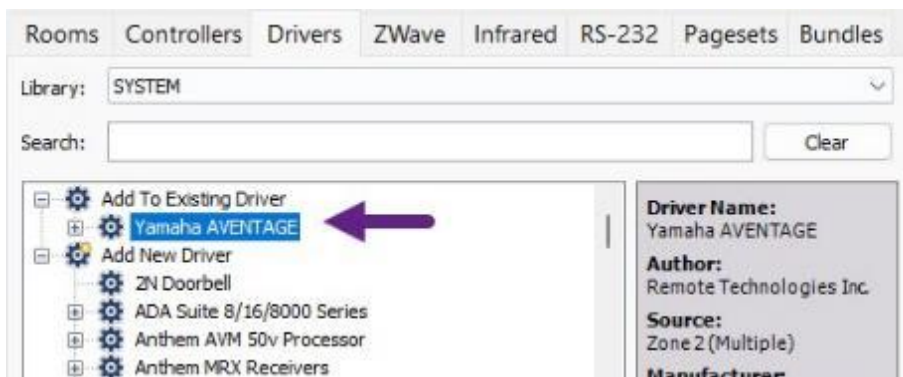 Rooms Controllers Drivers ZWave Infrared RS-232 Pagesets Bundles
Library: SYSTEM
Search: Clear
Add To Existing Driver
Yamaha AVENTAGE
Add New Driver
2N Doorbell
ADA Suite 8/16/8000 Series
Anthem AVM 50v Processor
Anthem MRX Receivers
Driver Name:
Yamaha AVENTAGE
Author:
Remote Technologies Inc.
Source:
Zone 2 (Multiple)
Manufacturer: